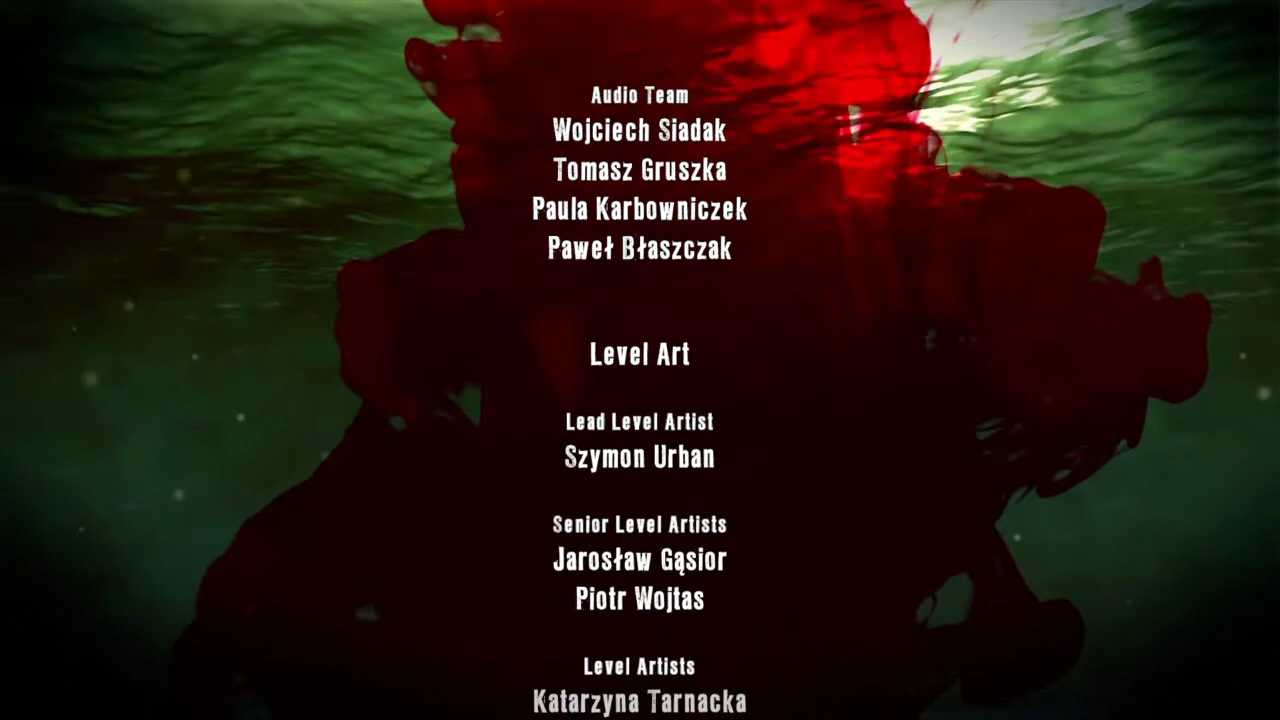 Audio Team
Wojciech Siadak
Tomasz Gruszka
Paula Karbowniczek
Paweł Błaszczak
Level Art
Lead Level Artist
Szymon Urban
Senior Level Artists
Jarosław Gąsior
Piotr Wojtas
Level Artists
Katarzyna Tarnacka